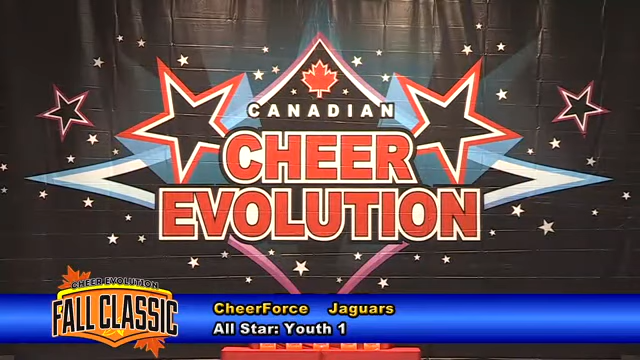 CANADIAN
CHEER
EVOLUTION
CHEER EVOLUTION
FALL CLASSIC
CheerForce Jaguars
All Star: Youth 1